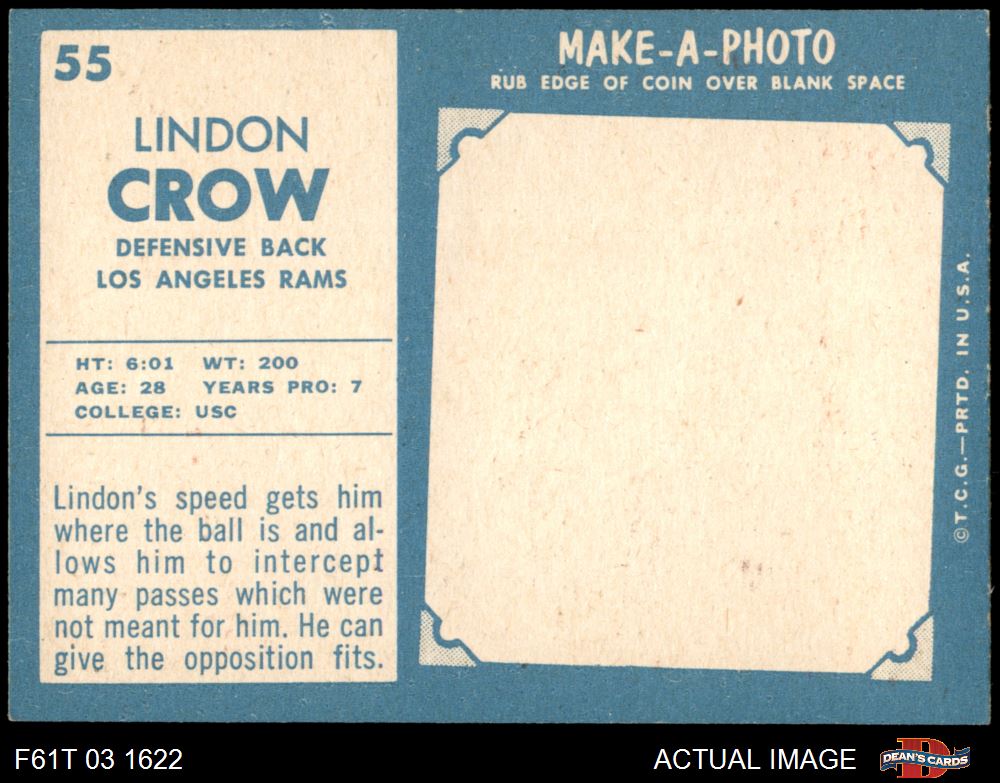 55
LINDON
CROW
DEFENSIVE BACK
LOS ANGELES RAMS
HT: 6:01 WT: 200
AGE: 28 YEARS PRO: 7
COLLEGE: USC
Lindon's speed gets him
where the ball is and al-
lows him to intercept
many passes which were
not meant for him. He can
give the opposition fits.
MAKE-A-PHOTO
RUB EDGE OF COIN OVER BLANK SPACE
©T.C.G.—PRTD. IN U.S.A.
F61T 03 1622
ACTUAL IMAGE
DEAN'S CARDS